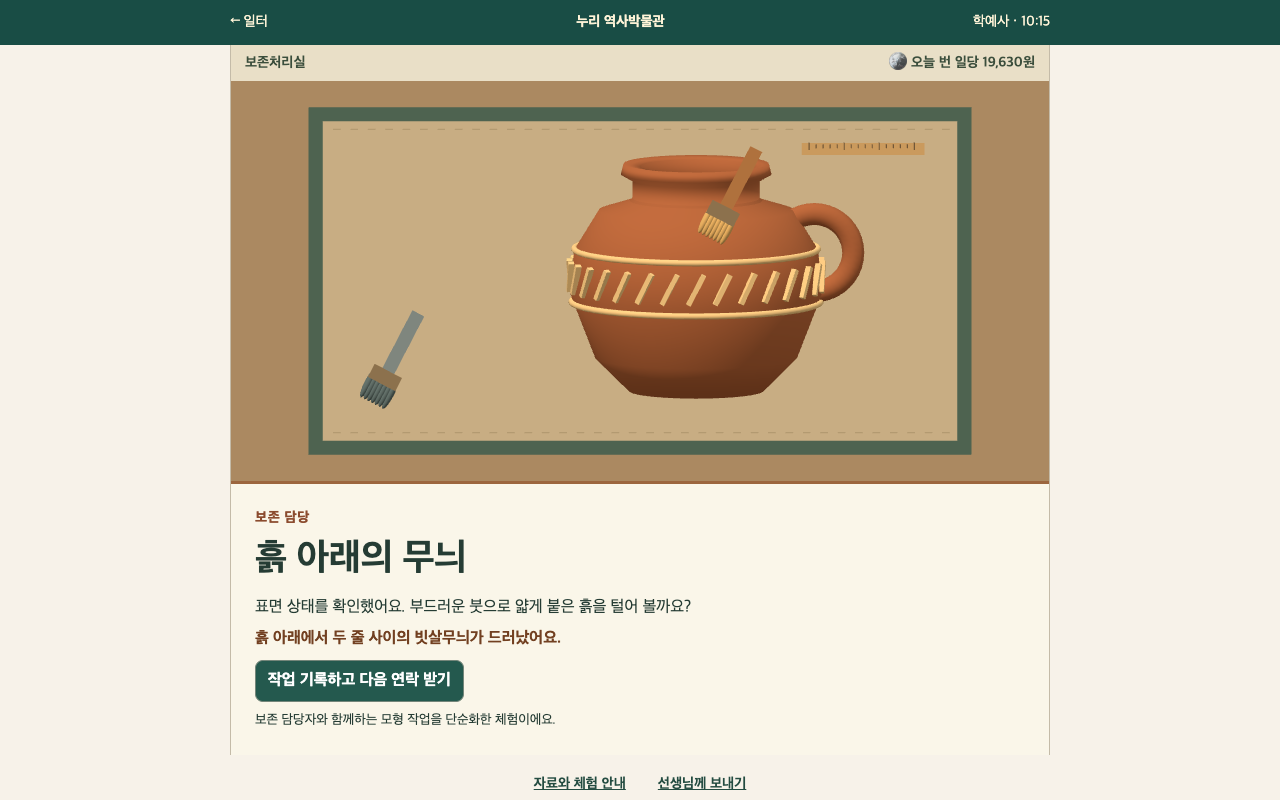 ← 일터
누리 역사박물관
학예사 · 10:15
보존처리실
오늘 번 일당 19,630원
보존 담당
흙 아래의 무늬
표면 상태를 확인했어요. 부드러운 붓으로 얇게 붙은 흙을 털어 볼까요?
흙 아래에서 두 줄 사이의 빗살무늬가 드러났어요.
작업 기록하고 다음 연락 받기
보존 담당자와 함께하는 모형 작업을 단순화한 체험이에요.
자료와 체험 안내
선생님께 보내기